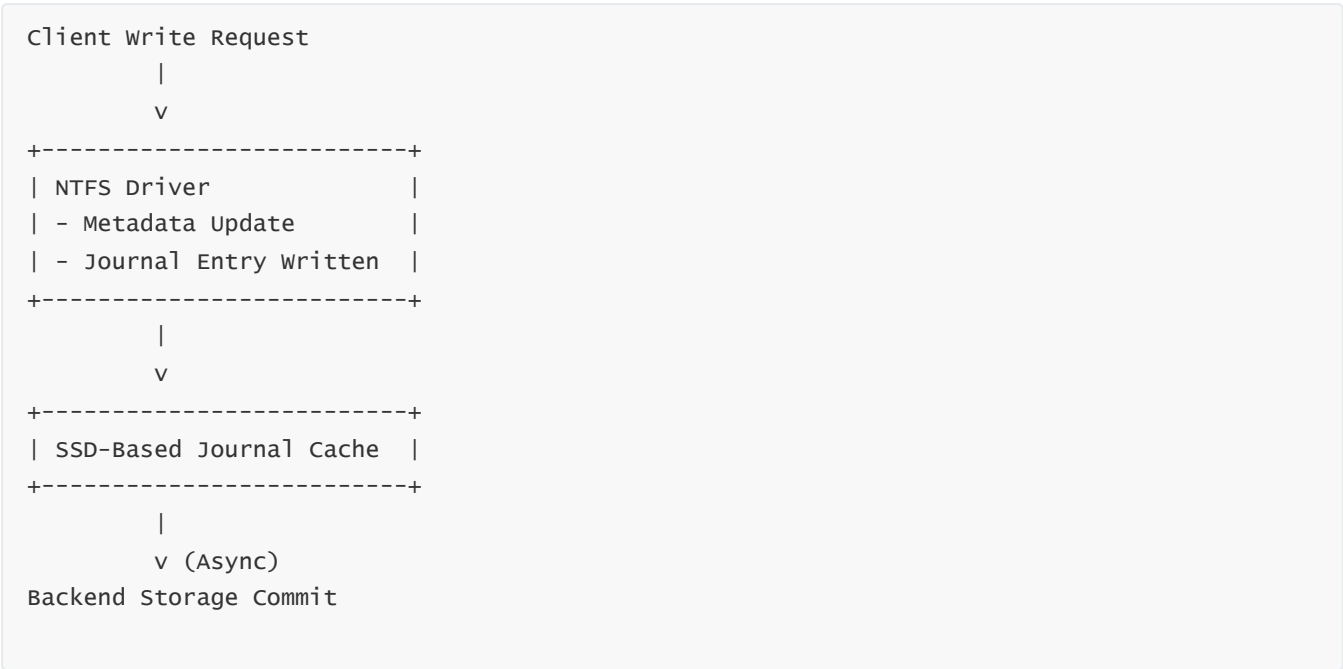 Client Write Request
         |
         v
+--------------------------+
| NTFS Driver              |
| - Metadata Update        |
| - Journal Entry Written  |
+--------------------------+
         |
         v
+--------------------------+
| SSD-Based Journal Cache  |
+--------------------------+
         |
         v (Async)
Backend Storage Commit